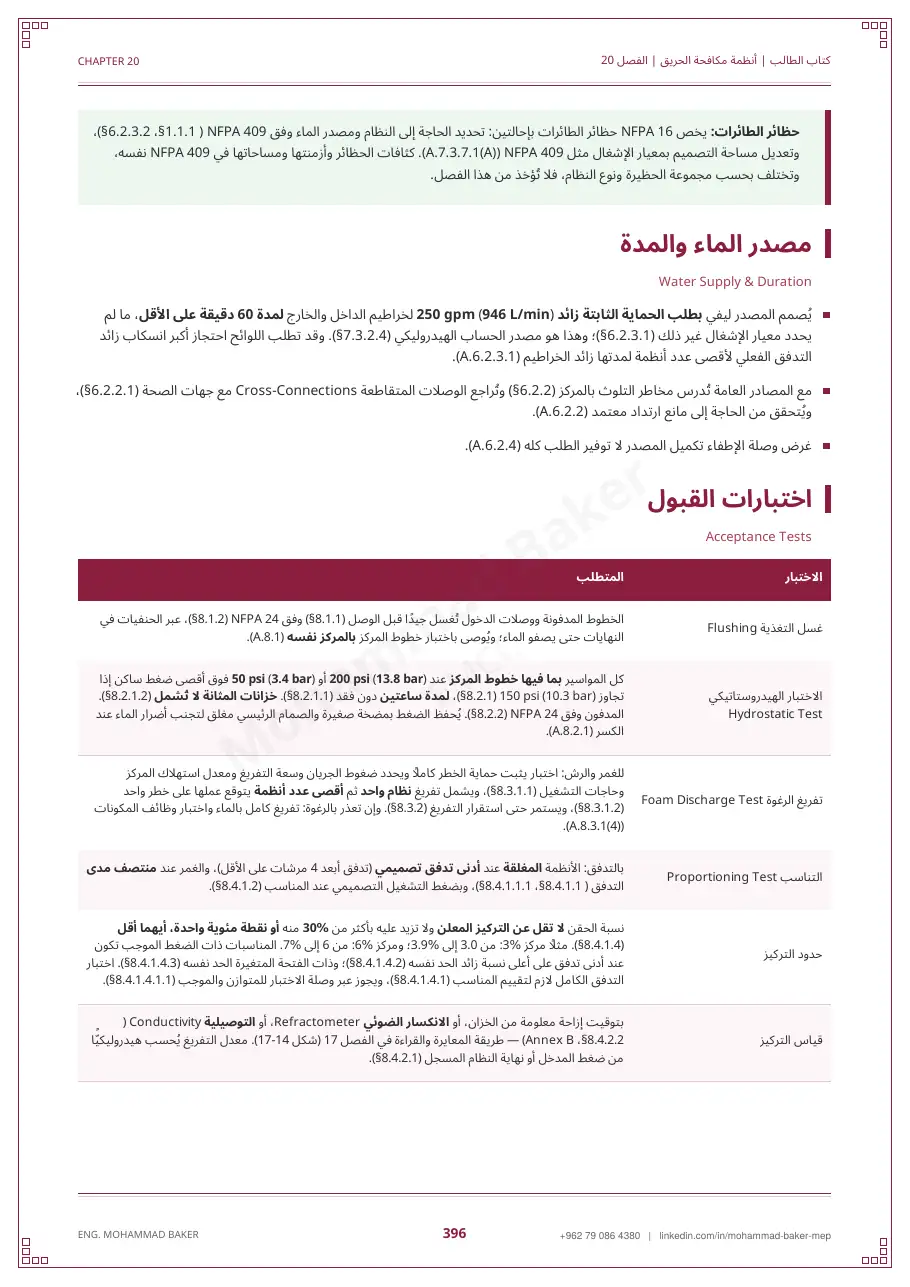 كتاب الطالب | أنظمة مكافحة الحريق | الفصل 20
CHAPTER 20
حظائر الطائرات: يخص NFPA 16 حظائر الطائرات بإحالتين: تحديد الحاجة إلى النظام ومصدر الماء وفق NFPA 409 ( §1.1.1، §6.2.3.2)،
وتعديل مساحة التصميم بمعيار الإشغال مثل NFPA 409 (A.7.3.7.1(A)). كثافات الحظائر وأزمنتها ومساحاتها في NFPA 409 نفسه،
وتختلف بحسب مجموعة الحظيرة ونوع النظام، فلا تُؤخذ من هذا الفصل.
مصدر الماء والمدة
Water Supply & Duration
يُصمم المصدر ليفي بطلب الحماية الثابتة زائد 250 gpm (946 L/min) لخراطيم الداخل والخارج لمدة 60 دقيقة على الأقل، ما لم
يحدد معيار الإشغال غير ذلك (§6.2.3.1)؛ وهذا هو مصدر الحساب الهيدروليكي (§7.3.2.4). وقد تطلب اللوائح احتجاز أكبر انسكاب زائد
التدفق الفعلي لأقصى عدد أنظمة لمدتها زائد الخراطيم (A.6.2.3.1).
مع المصادر العامة تُدرس مخاطر التلوث بالمركز (§6.2.2) وتُراجع الوصلات المتقاطعة Cross-Connections مع جهات الصحة (§6.2.2.1)،
ويُتحقق من الحاجة إلى مانع ارتداد معتمد (A.6.2.2).
غرض وصلة الإطفاء تكميل المصدر لا توفير الطلب كله (A.6.2.4).
اختبارات القبول
Acceptance Tests
الاختبار
المتطلب
غسل التغذية Flushing
الخطوط المدفونة ووصلات الدخول تُغسل جيدًا قبل الوصل (§8.1.1) وفق NFPA 24 (§8.1.2)، عبر الحنفيات في
النهايات حتى يصفو الماء؛ ويُوصى باختبار خطوط المركز بالمركز نفسه (A.8.1).
الاختبار الهيدروستاتيكي
Hydrostatic Test
كل المواسير بما فيها خطوط المركز عند 200 psi (13.8 bar) أو 50 psi (3.4 bar) فوق أقصى ضغط ساكن إذا
تجاوز 150 psi (10.3 bar) (§8.2.1)، لمدة ساعتين دون فقد (§8.2.1.1). خزانات المثانة لا تُشمل (§8.2.1.2).
المدفون وفق NFPA 24 (§8.2.2). يُحفظ الضغط بمضخة صغيرة والصمام الرئيسي مغلق لتجنب أضرار الماء عند
الكسر (A.8.2.1).
تفريغ الرغوة Foam Discharge Test
للغمر والرش: اختبار يثبت حماية الخطر كاملًا ويحدد ضغوط الجريان وسعة التفريغ ومعدل استهلاك المركز
وحاجات التشغيل (§8.3.1.1)، ويشمل تفريغ نظام واحد ثم أقصى عدد أنظمة يتوقع عملها على خطر واحد
(§8.3.1.2)، ويستمر حتى استقرار التفريغ (§8.3.2). وإن تعذر بالرغوة: تفريغ كامل بالماء واختبار وظائف المكونات
(A.8.3.1(4)).
التناسب Proportioning Test
بالتدفق: الأنظمة المغلقة عند أدنى تدفق تصميمي (تدفق أبعد 4 مرشات على الأقل)، والغمر عند منتصف مدى
التدفق ( §8.4.1.1، §8.4.1.1.1)، وبضغط التشغيل التصميمي عند المناسب (§8.4.1.2).
حدود التركيز
نسبة الحقن لا تقل عن التركيز المعلن ولا تزيد عليه بأكثر من 30% منه أو نقطة مئوية واحدة، أيهما أقل
(§8.4.1.4). مثلًا مركز 3%: من 3.0 إلى 3.9%؛ ومركز 6%: من 6 إلى 7%. المناسبات ذات الضغط الموجب تكون
عند أدنى تدفق على أعلى نسبة زائد الحد نفسه (§8.4.1.4.2)؛ وذات الفتحة المتغيرة الحد نفسه (§8.4.1.4.3). اختبار
التدفق الكامل لازم لتقييم المناسب (§8.4.1.4.1)، ويجوز عبر وصلة الاختبار للمتوازن والموجب (§8.4.1.4.1.1).
قياس التركيز
بتوقيت إزاحة معلومة من الخزان، أو الانكسار الضوئي Refractometer، أو التوصيلية Conductivity (
§8.4.2.2، Annex B) — طريقة المعايرة والقراءة في الفصل 17 (شكل 14-17). معدل التفريغ يُحسب هيدروليكيًّا
من ضغط المدخل أو نهاية النظام المسجل (§8.4.2.1).
Mohammad Baker
ENG. MOHAMMAD BAKER
396
+962 79 086 4380 | linkedin.com/in/mohammad-baker-mep